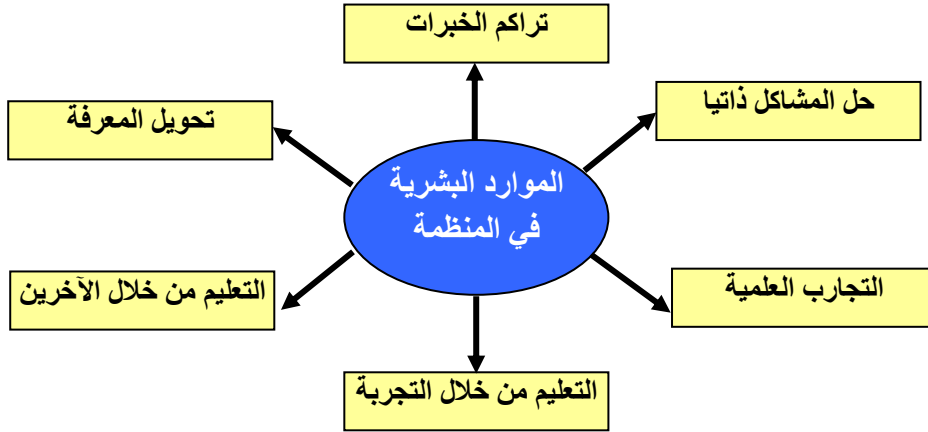 تراكم الخبرات
حل المشاكل ذاتيا
تحويل المعرفة
الموارد البشرية
في المنظمة
التجارب العلمية
التعليم من خلال الآخرين
التعليم من خلال التجربة